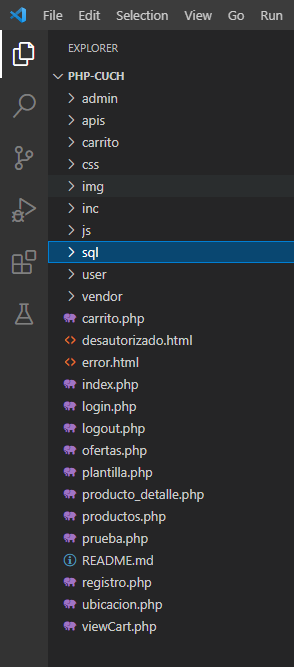 File Edit Selection View Go Run
EXPLORER
PHP-CUCH
admin
apis
carrito
css
img
inc
js
sql
user
vendor
carrito.php
desautorizado.html
error.html
index.php
login.php
logout.php
ofertas.php
plantilla.php
producto_detalle.php
productos.php
prueba.php
README.md
registro.php
ubicacion.php
viewCart.php